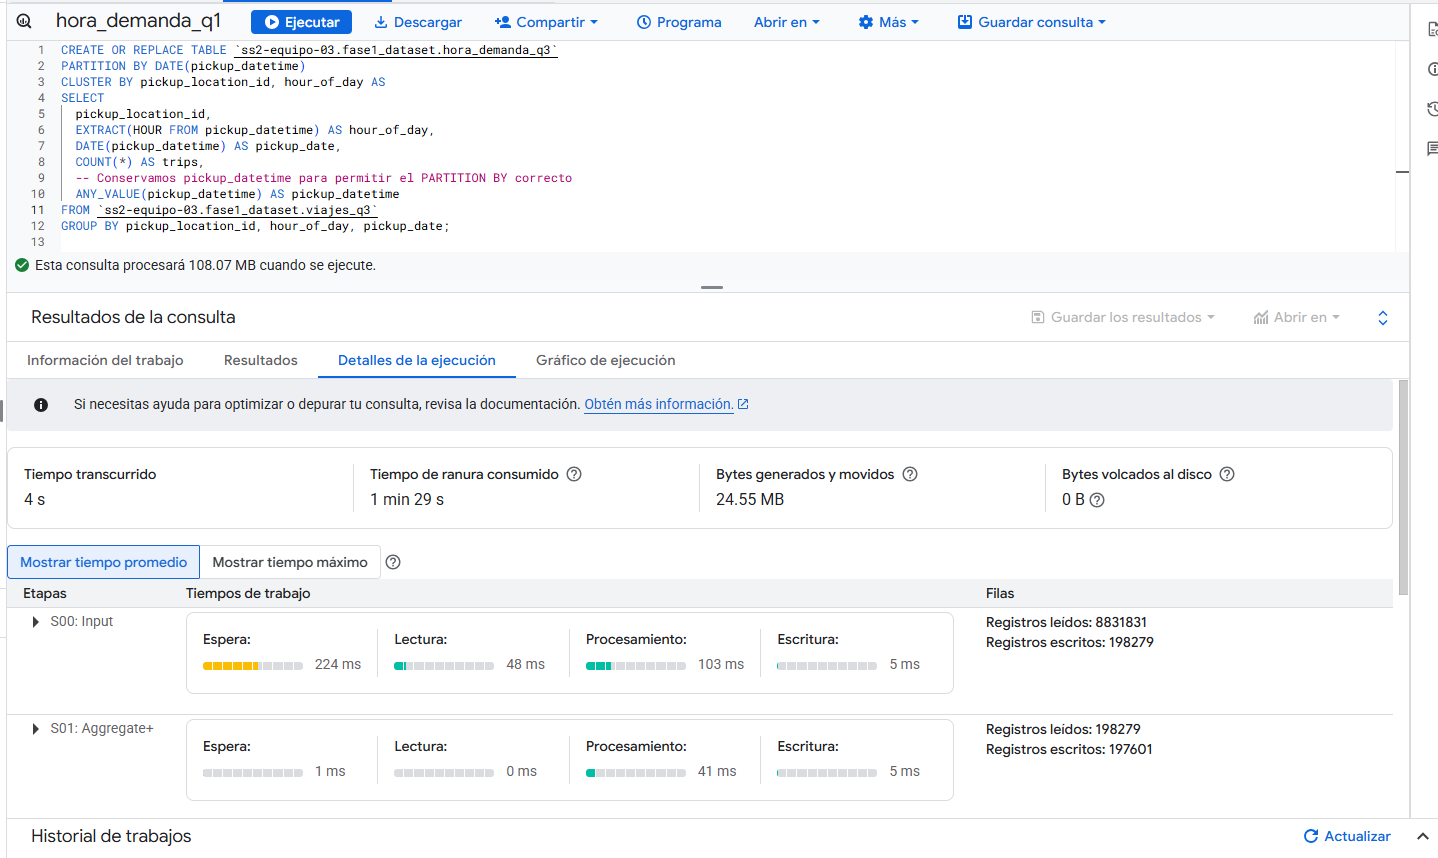 hora_demanda_q1 Ejecutar Descargar Compartir Programa Abrir en Más Guardar consulta
1 CREATE OR REPLACE TABLE `ss2-equipo-03.fase1_dataset.hora_demanda_q3`
2 PARTITION BY DATE(pickup_datetime)
3 CLUSTER BY pickup_location_id, hour_of_day AS
4 SELECT
5 pickup_location_id,
6 EXTRACT(HOUR FROM pickup_datetime) AS hour_of_day,
7 DATE(pickup_datetime) AS pickup_date,
8 COUNT(*) AS trips,
9 -- Conservamos pickup_datetime para permitir el PARTITION BY correcto
10 ANY_VALUE(pickup_datetime) AS pickup_datetime
11 FROM `ss2-equipo-03.fase1_dataset.viajes_q3`
12 GROUP BY pickup_location_id, hour_of_day, pickup_date;
13
Esta consulta procesará 108.07 MB cuando se ejecute.
Resultados de la consulta Guardar los resultados Abrir en
Información del trabajo Resultados Detalles de la ejecución Gráfico de ejecución
Si necesitas ayuda para optimizar o depurar tu consulta, revisa la documentación. Obtén más información.
Tiempo transcurrido Tiempo de ranura consumido Bytes generados y movidos Bytes volcados al disco
4 s 1 min 29 s 24.55 MB 0 B
Mostrar tiempo promedio Mostrar tiempo máximo
Etapas Tiempos de trabajo Filas
S00: Input Registros leídos: 8831831
Espera: Lectura: Procesamiento: Escritura: Registros escritos: 198279
224 ms 48 ms 103 ms 5 ms
S01: Aggregate+ Registros leídos: 198279
Espera: Lectura: Procesamiento: Escritura: Registros escritos: 197601
1 ms 0 ms 41 ms 5 ms
Historial de trabajos Actualizar